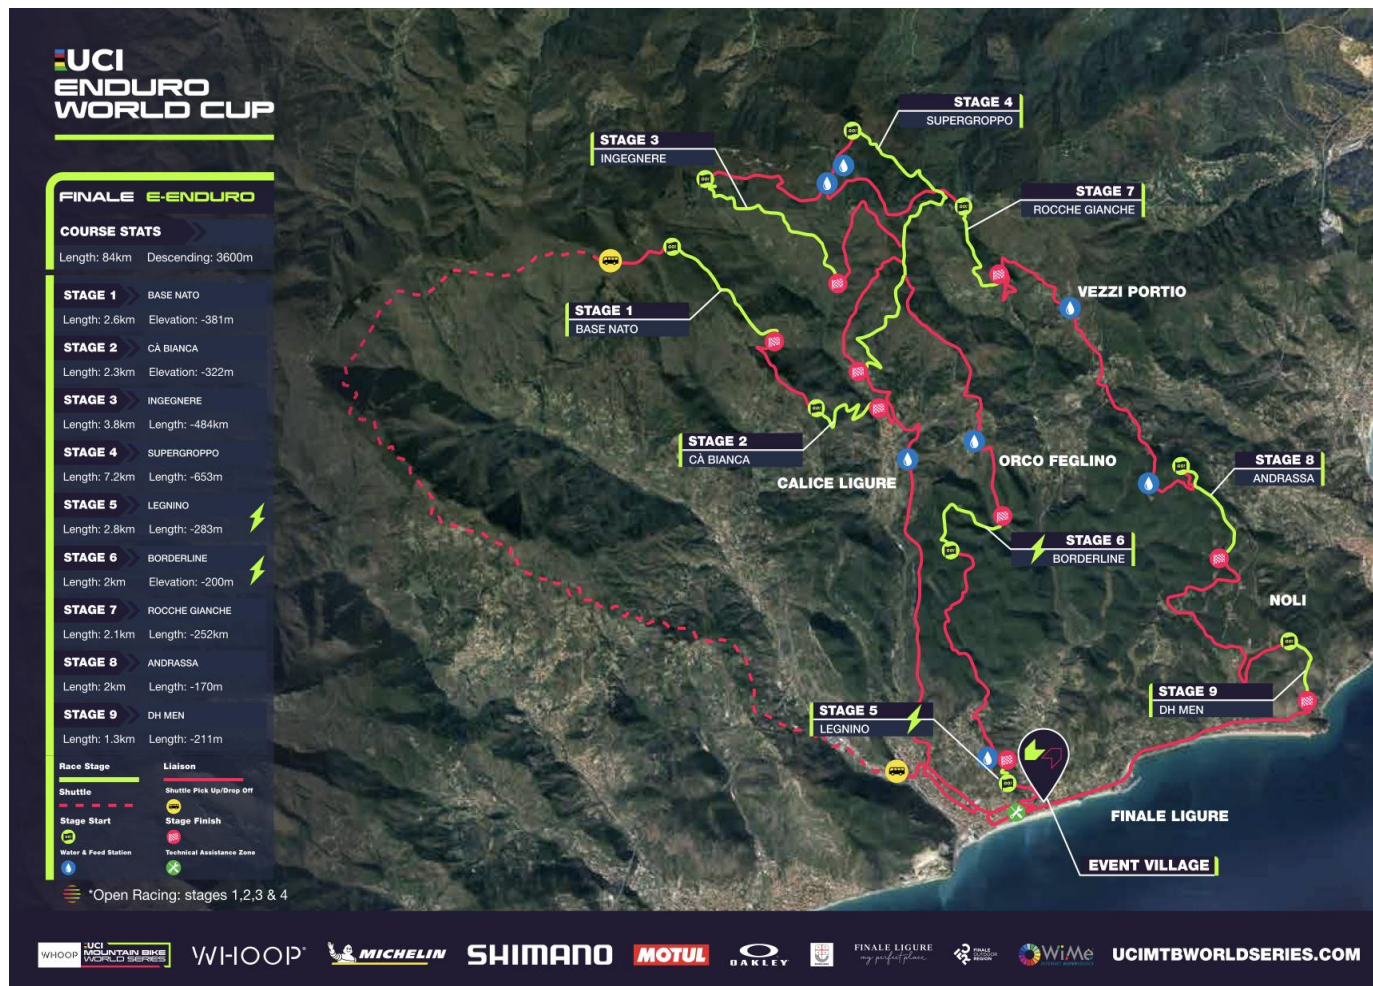 UCI
ENDURO
WORLD CUP
FINALE E-ENDURO
COURSE STATS
Length: 84km Descending: 3600m
STAGE 1 BASE NATO
Length: 2.6km Elevation: -381m
STAGE 2 CÀ BIANCA
Length: 2.3km Elevation: -322m
STAGE 3 INGEGNERE
Length: 3.8km Length: -484km
STAGE 4 SUPERGROPPO
Length: 7.2km Length: -653m
STAGE 5 LEGNINO
Length: 2.8km Length: -283m
STAGE 6 BORDERLINE
Length: 2km Elevation: -200m
STAGE 7 ROCCHE GIANCHE
Length: 2.1km Length: -252km
STAGE 8 ANDRASSA
Length: 2km Length: -170m
STAGE 9 DH MEN
Length: 1.3km Length: -211m
Race Stage Liaison
Shuttle Shuttle Pick Up/Drop Off
Stage Start Stage Finish
Water & Feed Station Technical Assistance Zone
*Open Racing: stages 1,2,3 & 4
STAGE 4
SUPERGROPPO
STAGE 3
INGEGNERE
STAGE 7
ROCCHE GIANCHE
VEZZI PORTIO
STAGE 1
BASE NATO
STAGE 2
CÀ BIANCA
CALICE LIGURE
ORCO FEGLINO
STAGE 8
ANDRASSA
STAGE 6
BORDERLINE
NOLI
STAGE 9
DH MEN
STAGE 5
LEGNINO
FINALE LIGURE
EVENT VILLAGE
WHOOP UCI MOUNTAIN BIKE WORLD SERIES
WHOOP
MICHELIN
SHIMANO
MOTUL
OAKLEY
FINALE LIGURE
my perfect place
FINALE OUTDOOR REGION
WiMe
UCIMTBWORLDSERIES.COM